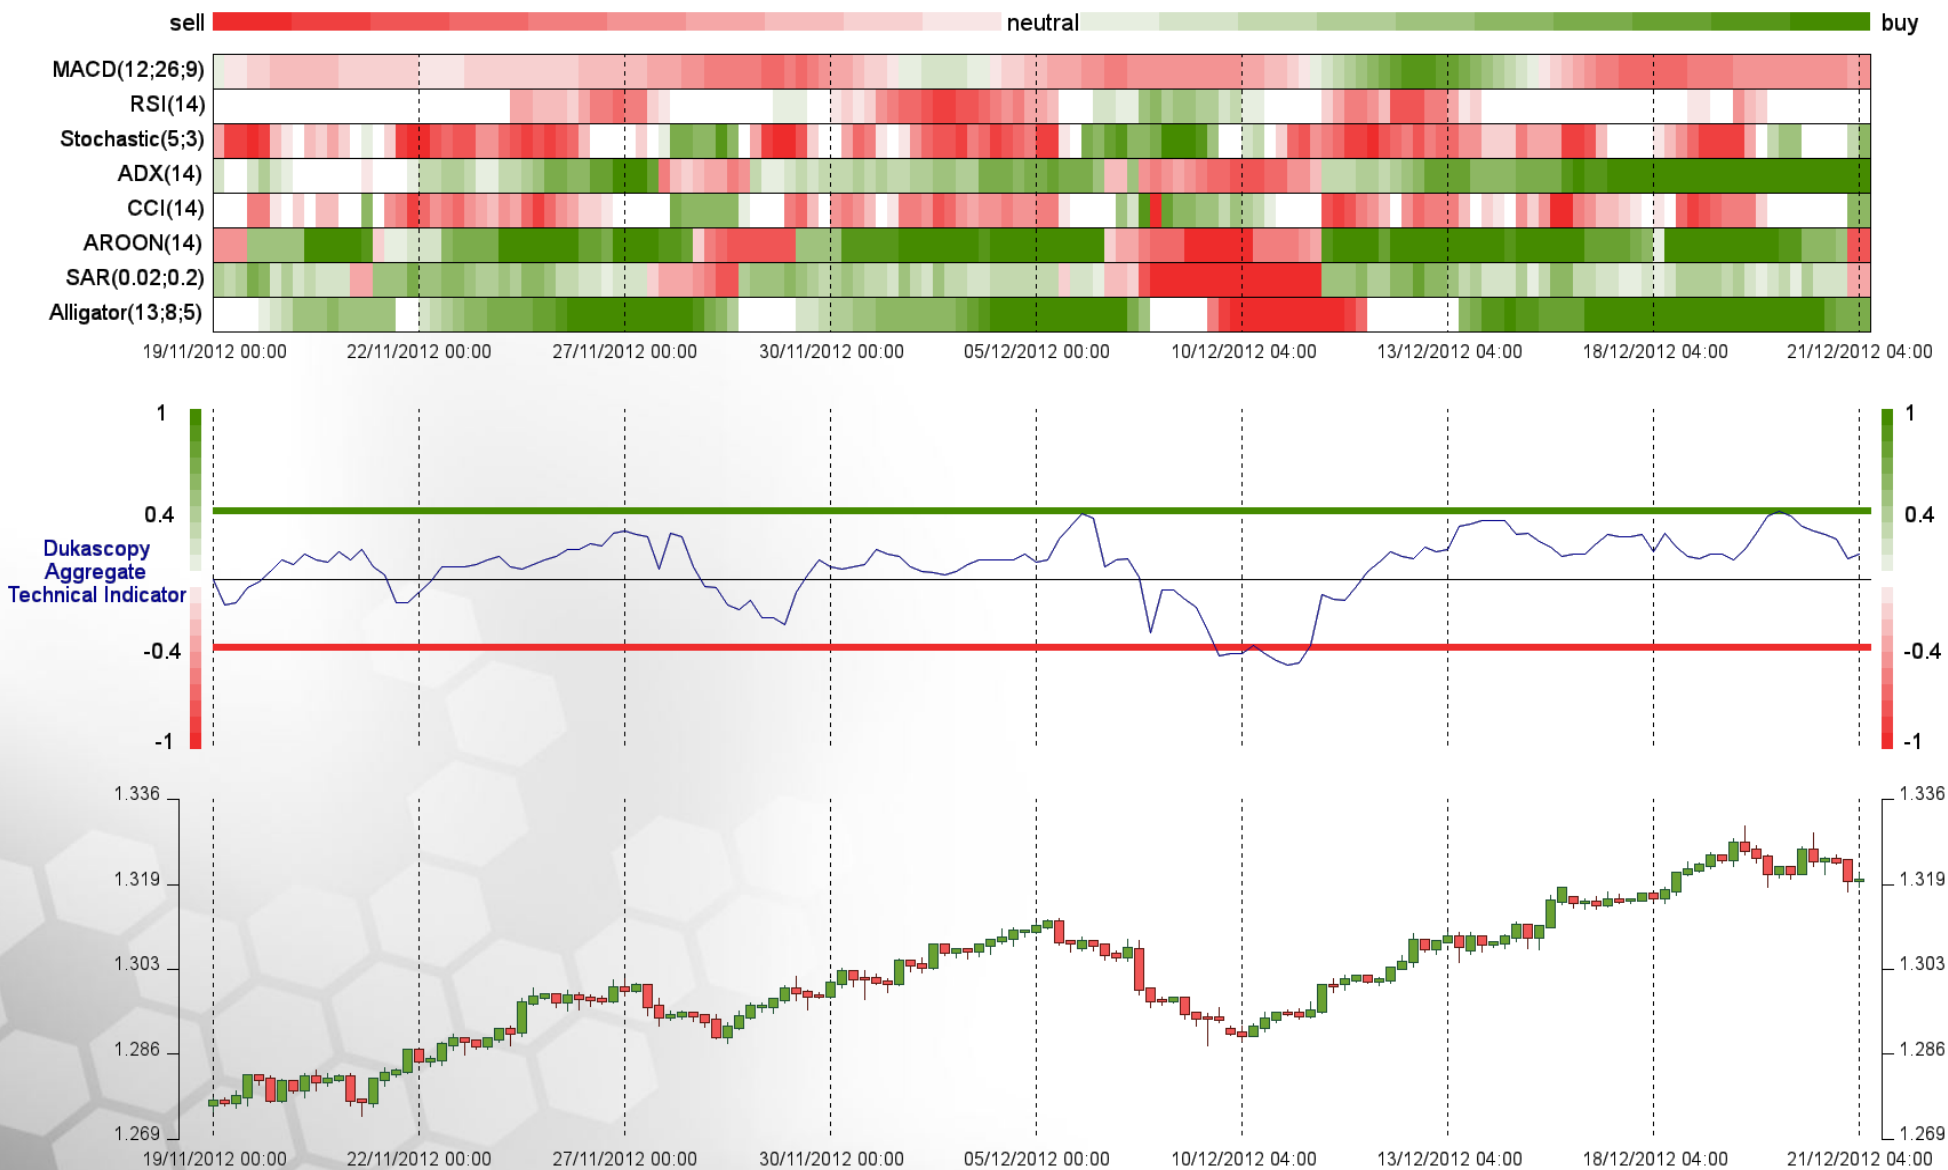 sell neutral buy
MACD(12;26;9)
RSI(14)
Stochastic(5;3)
ADX(14)
CCI(14)
AROON(14)
SAR(0.02;0.2)
Alligator(13;8;5)
19/11/2012 00:00 22/11/2012 00:00 27/11/2012 00:00 30/11/2012 00:00 05/12/2012 00:00 10/12/2012 04:00 13/12/2012 04:00 18/12/2012 04:00 21/12/2012 04:00
1 1
0.4 0.4
Dukascopy
Aggregate
Technical Indicator
-0.4 -0.4
-1 -1
1.336 1.336
1.319 1.319
1.303 1.303
1.286 1.286
1.269 1.269
19/11/2012 00:00 22/11/2012 00:00 27/11/2012 00:00 30/11/2012 00:00 05/12/2012 00:00 10/12/2012 04:00 13/12/2012 04:00 18/12/2012 04:00 21/12/2012 04:00